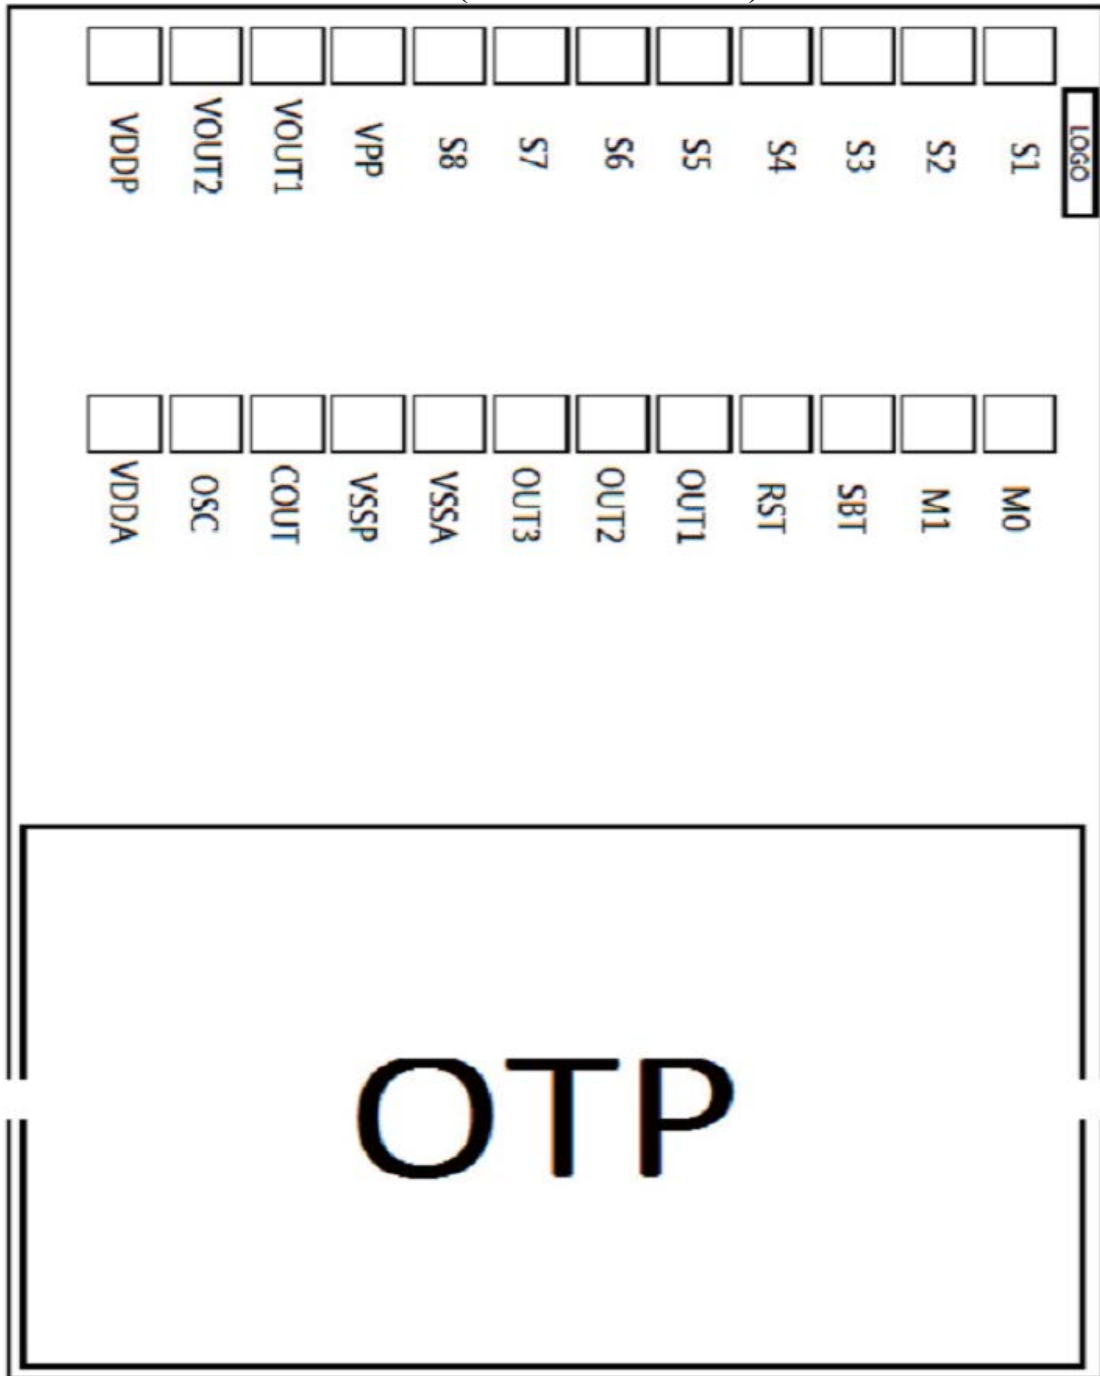 VDDP VOUT2 VOUT1 VPP S8 S7 S6 S5 S4 S3 S2 S1
LOGO
VDDA OSC COUT VSSP VSSA OUT3 OUT2 OUT1 RST SBT M1 M0
OTP